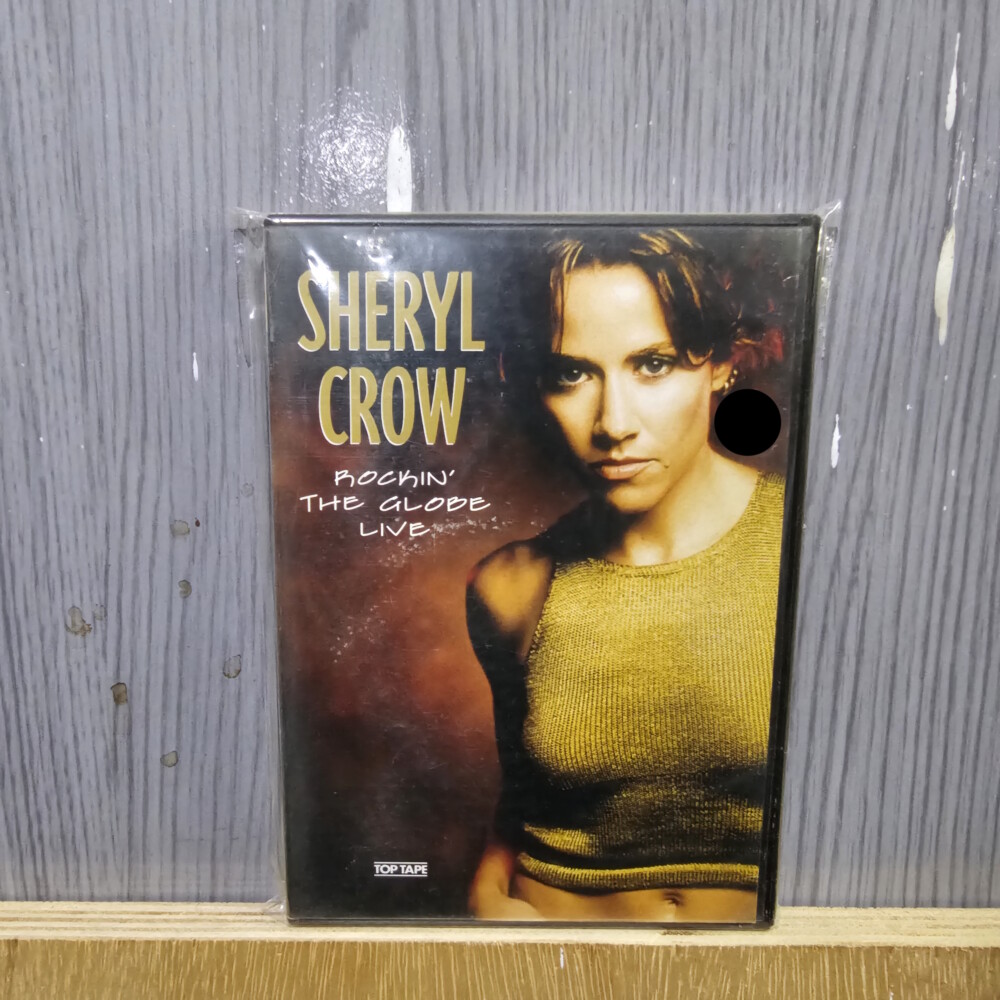 SHERYL
CROW
ROCKIN'
THE GLOBE
LIVE
TOP TAPE